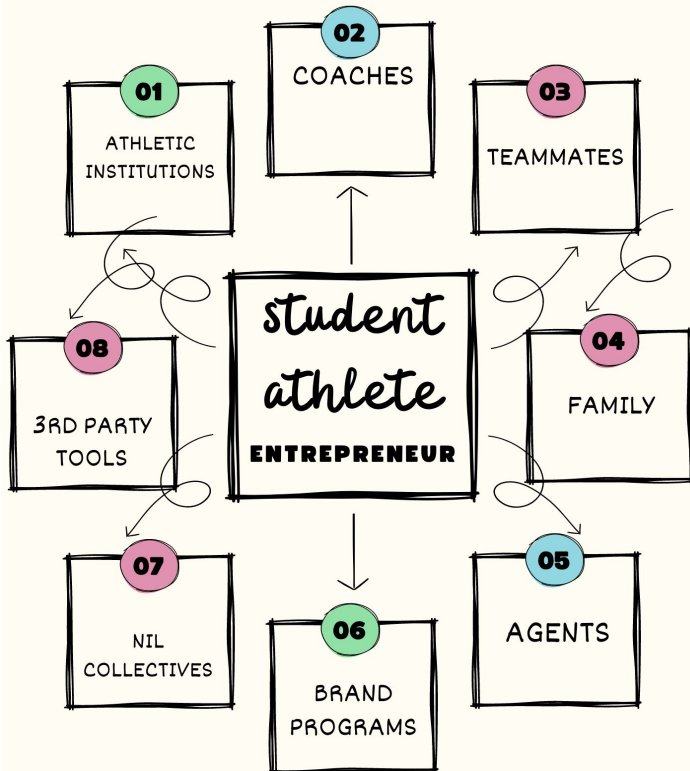 01
ATHLETIC
INSTITUTIONS
02
COACHES
03
TEAMMATES
student
athlete
ENTREPRENEUR
04
FAMILY
05
AGENTS
06
BRAND
PROGRAMS
07
NIL
COLLECTIVES
08
3RD PARTY
TOOLS